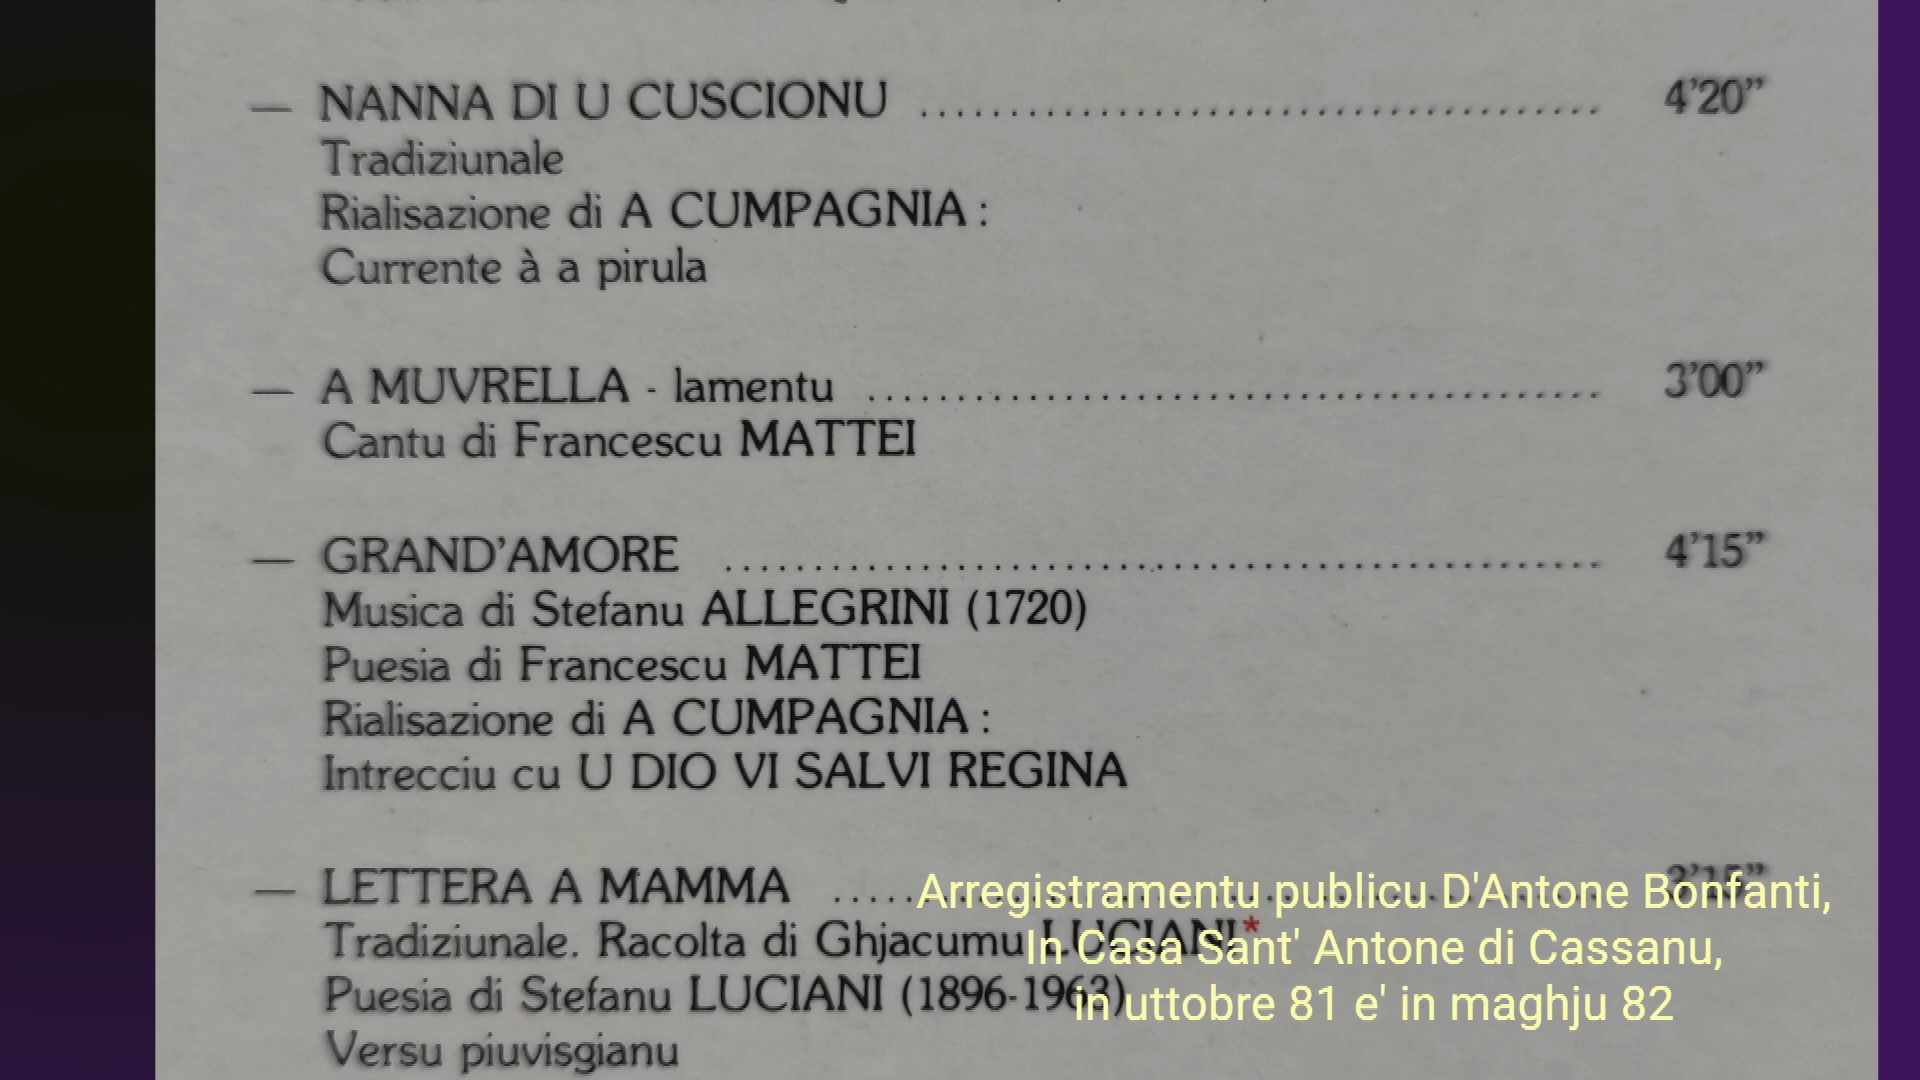 — NANNA DI U CUSCIONU ........................................ 4'20”
Tradiziunale
Rialisazione di A CUMPAGNIA :
Currente à a pirula
— A MUVRELLA - lamentu ........................................... 3'00”
Cantu di Francescu MATTEI
— GRAND’AMORE ................................................... 4'15”
Musica di Stefanu ALLEGRINI (1720)
Puesia di Francescu MATTEI
Rialisazione di A CUMPAGNIA :
Intrecciu cu U DIO VI SALVI REGINA
— LETTERA A MAMMA .....
Tradiziunale. Racolta di Ghjacumu LUCIANI*
Puesia di Stefanu LUCIANI (1896-1963)
Versu piuvisgianu
Arregistramentu publicu D'Antone Bonfanti,
In Casa Sant' Antone di Cassanu,
in uttobre 81 e' in maghju 82